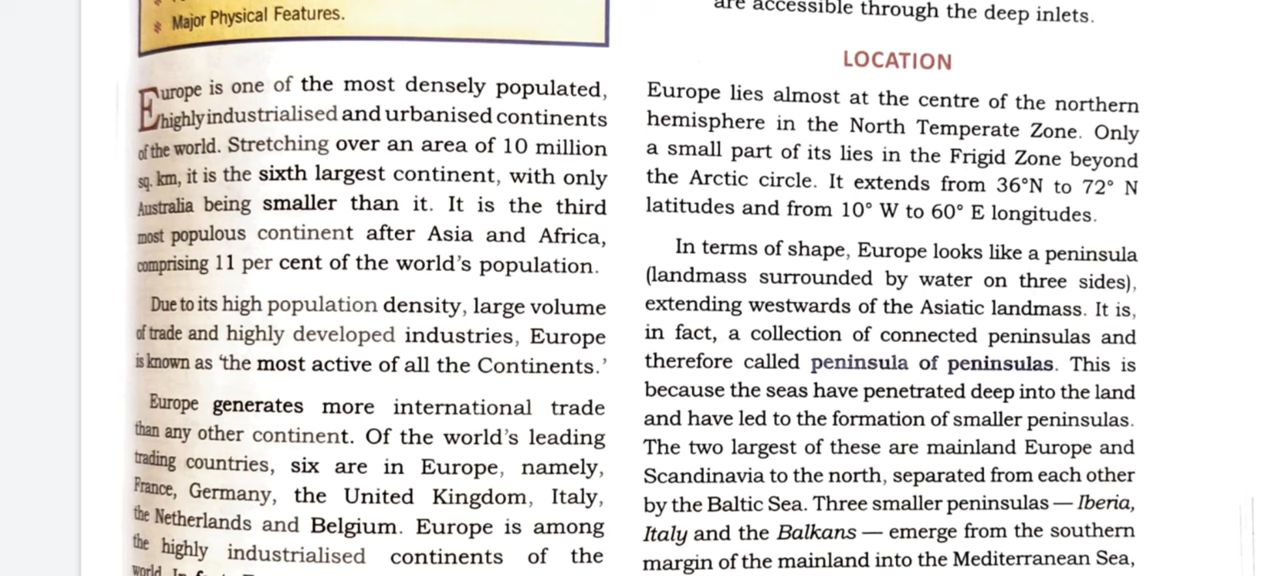 Major Physical Features.
Europe is one of the most densely populated,
highly industrialised and urbanised continents
of the world. Stretching over an area of 10 million
sq. km, it is the sixth largest continent, with only
Australia being smaller than it. It is the third
most populous continent after Asia and Africa,
comprising 11 per cent of the world's population.
Due to its high population density, large volume
of trade and highly developed industries, Europe
is known as 'the most active of all the Continents.'
Europe generates more international trade
than any other continent. Of the world's leading
trading countries, six are in Europe, namely,
France, Germany, the United Kingdom, Italy,
the Netherlands and Belgium. Europe is among
the highly industrialised continents of the
world. In
are accessible through the deep inlets.
LOCATION
Europe lies almost at the centre of the northern
hemisphere in the North Temperate Zone. Only
a small part of its lies in the Frigid Zone beyond
the Arctic circle. It extends from 36°N to 72° N
latitudes and from 10° W to 60° E longitudes.
In terms of shape, Europe looks like a peninsula
(landmass surrounded by water on three sides),
extending westwards of the Asiatic landmass. It is,
in fact, a collection of connected peninsulas and
therefore called peninsula of peninsulas. This is
because the seas have penetrated deep into the land
and have led to the formation of smaller peninsulas.
The two largest of these are mainland Europe and
Scandinavia to the north, separated from each other
by the Baltic Sea. Three smaller peninsulas — Iberia,
Italy and the Balkans — emerge from the southern
margin of the mainland into the Mediterranean Sea,